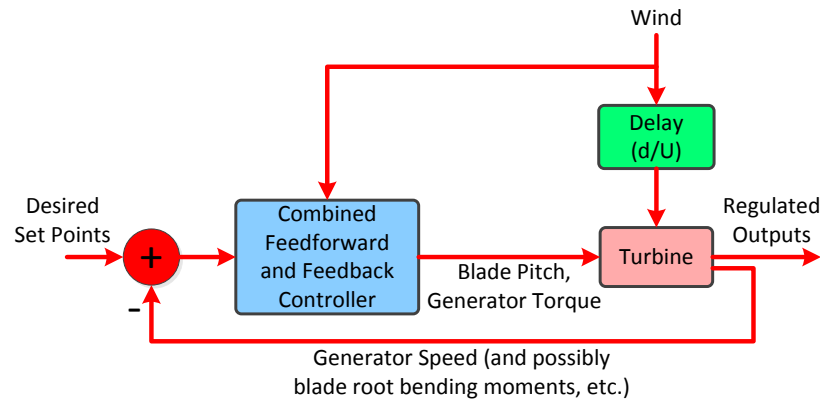 Wind
Delay
(d/U)
Desired
Set Points
+
-
Combined
Feedforward
and Feedback
Controller
Blade Pitch,
Generator Torque
Turbine
Regulated
Outputs
Generator Speed (and possibly
blade root bending moments, etc.)